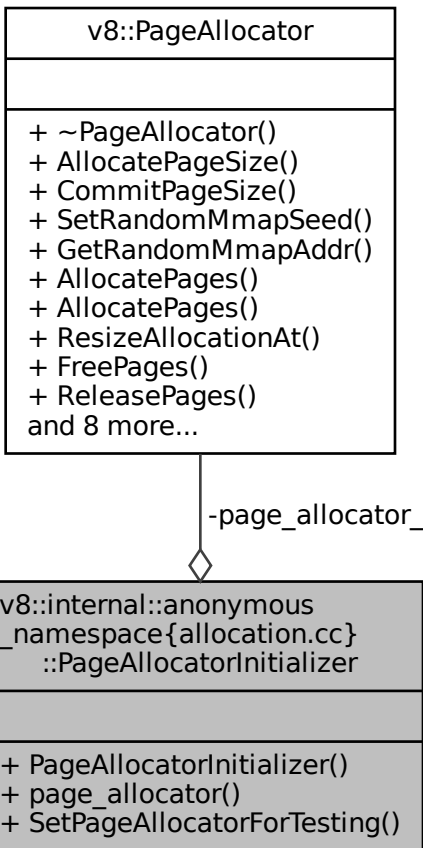 v8::PageAllocator
+ ~PageAllocator()
+ AllocatePageSize()
+ CommitPageSize()
+ SetRandomMmapSeed()
+ GetRandomMmapAddr()
+ AllocatePages()
+ AllocatePages()
+ ResizeAllocationAt()
+ FreePages()
+ ReleasePages()
and 8 more...
-page_allocator_
v8::internal::anonymous
_namespace{allocation.cc}
::PageAllocatorInitializer
+ PageAllocatorInitializer()
+ page_allocator()
+ SetPageAllocatorForTesting()